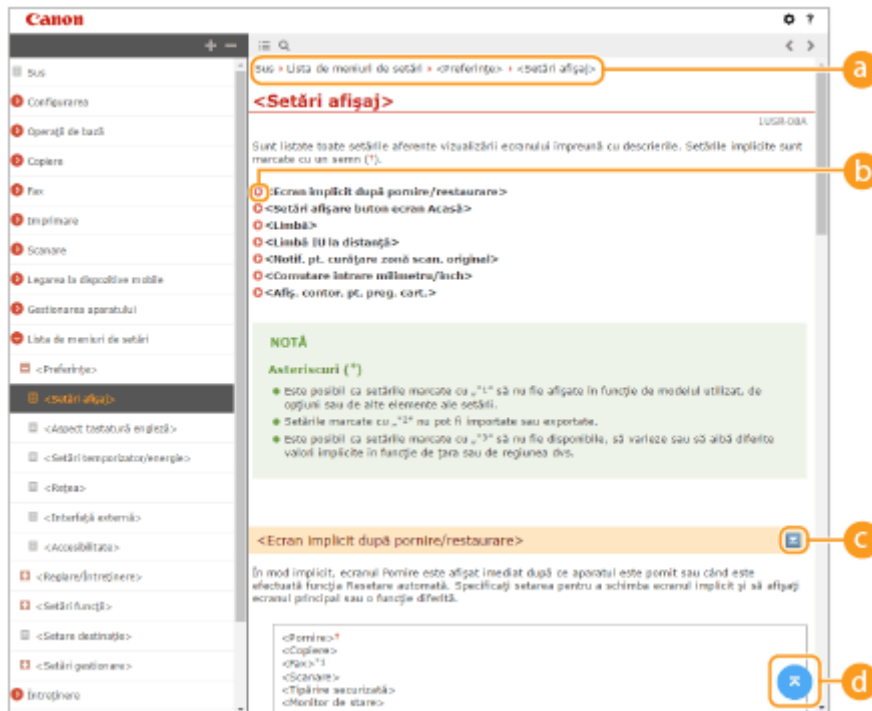 Canon
?
Sus
Configurarea
Operații de bază
Copiere
Fax
Imprimare
Scanare
Legarea la dispozitive mobile
Gestionarea aparatului
Lista de meniuri de setări
<Preferințe>
<Setări afișaj>
<Aspect tastatură engleză>
<Setări temporizator/energie>
<Rețea>
<Interfață externă>
<Accesibilitate>
<Reglare/Întreținere>
<Setări funcții>
<Setare destinație>
<Setări gestionare>
Întreținere
Sus > Lista de meniuri de setări > <Preferințe> > <Setări afișaj>
<Setări afișaj>
1USR-08A
Sunt listate toate setările aferente vizualizării ecranului împreună cu descrierile. Setările implicite sunt
marcate cu un semn (*).
<Ecran implicit după pornire/restaurare>
<Setări afișare buton ecran Acasă>
<Limbă>
<Limbă IU la distanță>
<Notif. pt. curățare zonă scan. original>
<Comutare intrare milimetru/inch>
<Afiș. contor. pt. preg. cart.>
NOTĂ
Asteriscuri (*)
Este posibil ca setările marcate cu „*1" să nu fie afișate în funcție de modelul utilizat, de
opțiuni sau de alte elemente ale setării.
Setările marcate cu „*2" nu pot fi importate sau exportate.
Este posibil ca setările marcate cu „*3" să nu fie disponibile, să varieze sau să aibă diferite
valori implicite în funcție de țara sau de regiunea dvs.
<Ecran implicit după pornire/restaurare>
În mod implicit, ecranul Pornire este afișat imediat după ce aparatul este pornit sau când este
efectuată funcția Resetare automată. Specificați setarea pentru a schimba ecranul implicit și să afișați
ecranul principal sau o funcție diferită.
<Pornire>*
<Copiere>
<Fax>*1
<Scanare>
<Tipărire securizată>
<Monitor de stare>
a
b
c
d